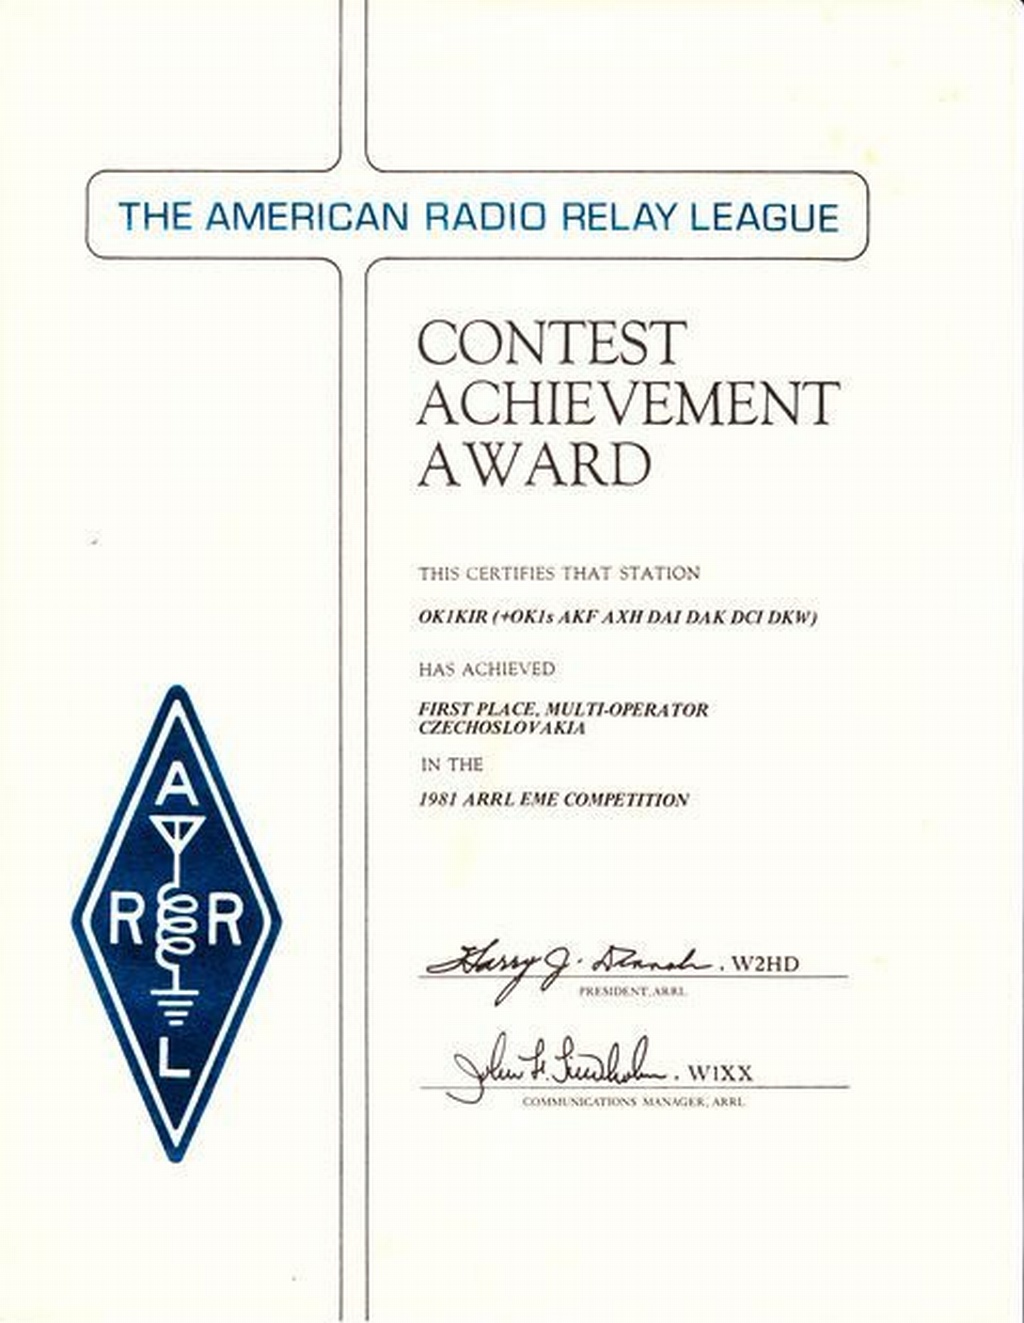 THE AMERICAN RADIO RELAY LEAGUE
CONTEST
ACHIEVEMENT
AWARD
THIS CERTIFIES THAT STATION
OK1KIR (+OK1s AKF AXH DAI DAK DCI DKW)
HAS ACHIEVED
FIRST PLACE, MULTI-OPERATOR
CZECHOSLOVAKIA
IN THE
1981 ARRL EME COMPETITION
Harry J. Dannals, W2HD
PRESIDENT, ARRL
John F. Lindholm, W1XX
COMMUNICATIONS MANAGER, ARRL
A
R R
L